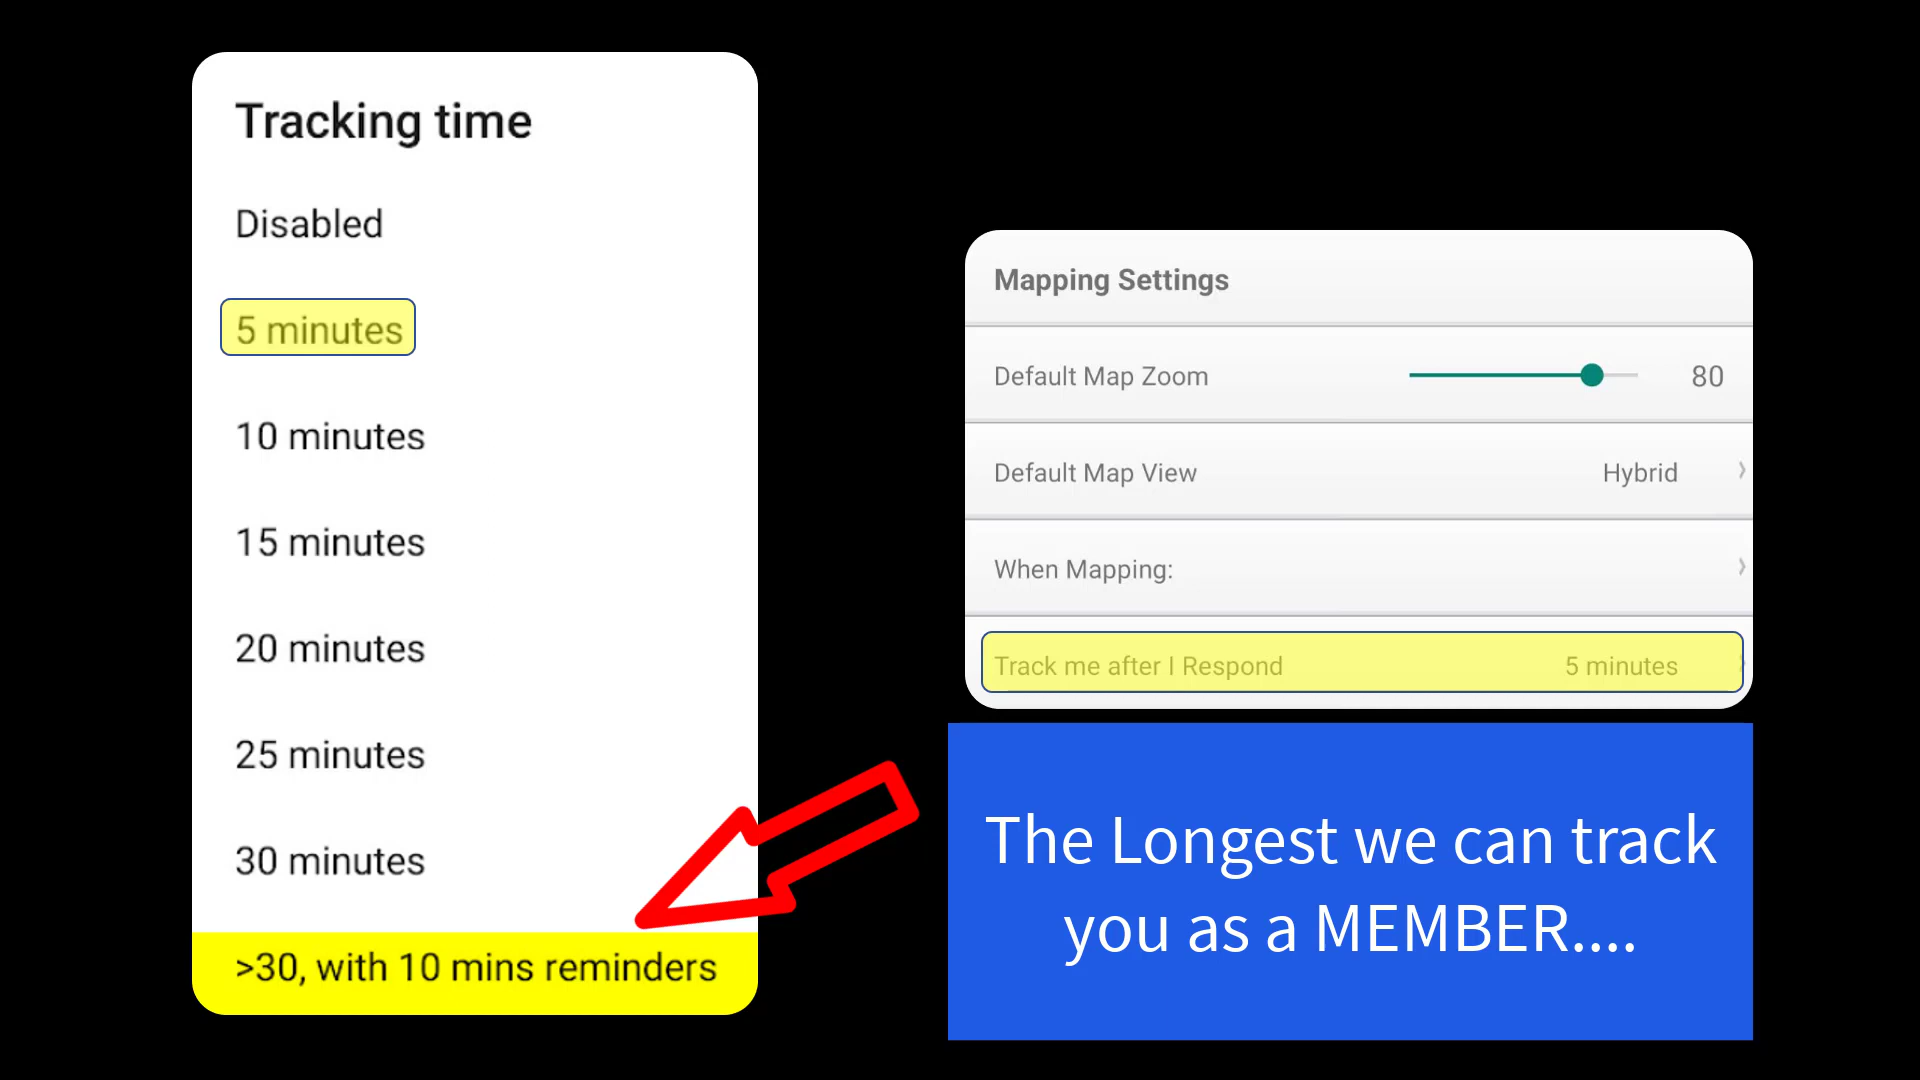 Tracking time
Disabled
5 minutes
10 minutes
15 minutes
20 minutes
25 minutes
30 minutes
>30, with 10 mins reminders
Mapping Settings
Default Map Zoom 80
Default Map View Hybrid
When Mapping:
Track me after I Respond 5 minutes
The Longest we can track
you as a MEMBER....